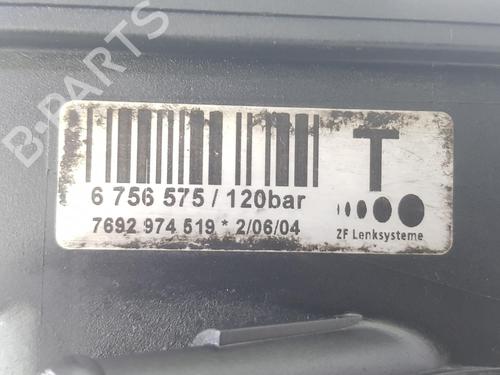 B-PARTS
T
6 756 575 / 120bar
7692 974 519 * 2/06/04
ZF Lenksysteme